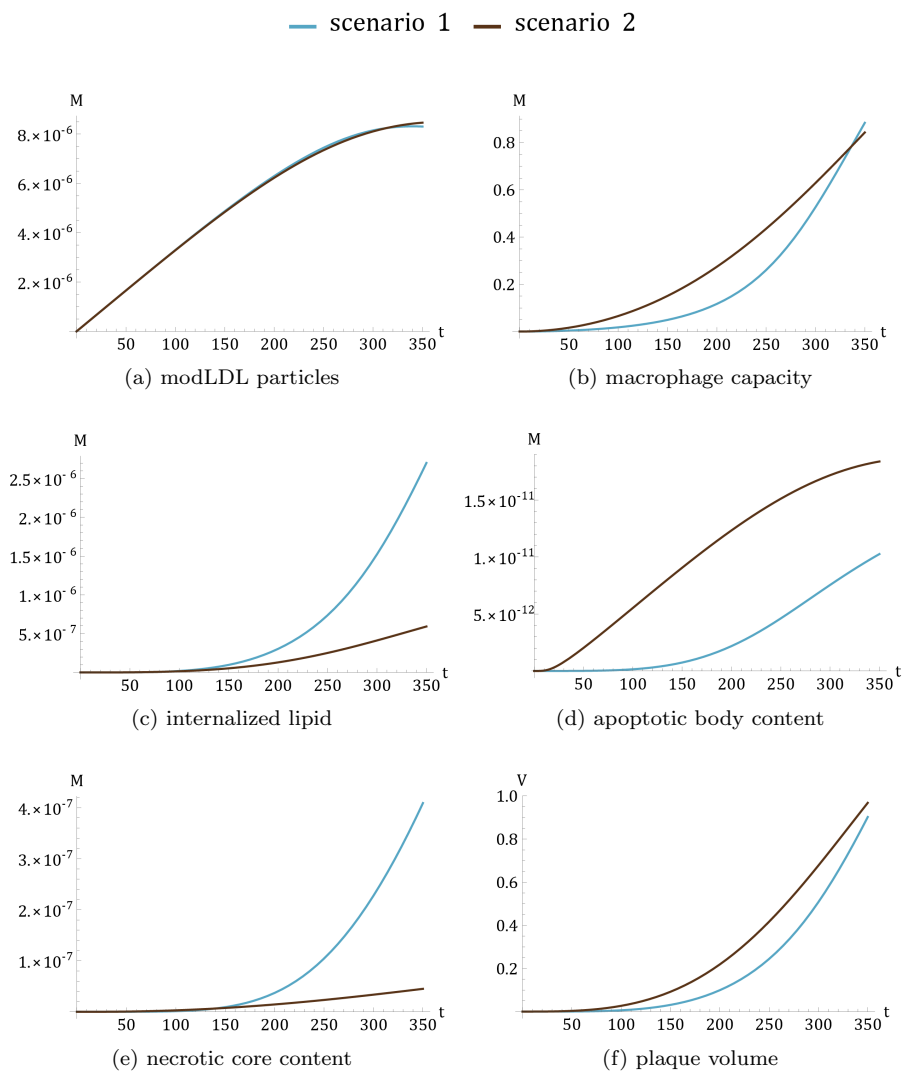 scenario 1 scenario 2
M
8.×10⁻⁶
6.×10⁻⁶
4.×10⁻⁶
2.×10⁻⁶
50 100 150 200 250 300 350 t
(a) modLDL particles
M
0.8
0.6
0.4
0.2
50 100 150 200 250 300 350 t
(b) macrophage capacity
M
2.5×10⁻⁶
2.×10⁻⁶
1.5×10⁻⁶
1.×10⁻⁶
5.×10⁻⁷
50 100 150 200 250 300 350 t
(c) internalized lipid
M
1.5×10⁻¹¹
1.×10⁻¹¹
5.×10⁻¹²
50 100 150 200 250 300 350 t
(d) apoptotic body content
M
4.×10⁻⁷
3.×10⁻⁷
2.×10⁻⁷
1.×10⁻⁷
50 100 150 200 250 300 350 t
(e) necrotic core content
V
1.0
0.8
0.6
0.4
0.2
50 100 150 200 250 300 350 t
(f) plaque volume